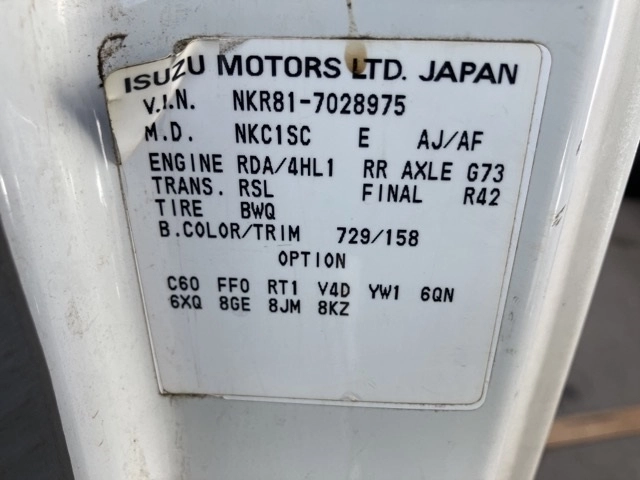 ISUZU MOTORS LTD. JAPAN
V.I.N. NKR81-7028975
M.D. NKC1SC E AJ/AF
ENGINE RDA/4HL1 RR AXLE G73
TRANS. RSL FINAL R42
TIRE BWQ
B.COLOR/TRIM 729/158
OPTION
C60 FF0 RT1 V4D YW1 6QN
6XQ 8GE 8JM 8KZ